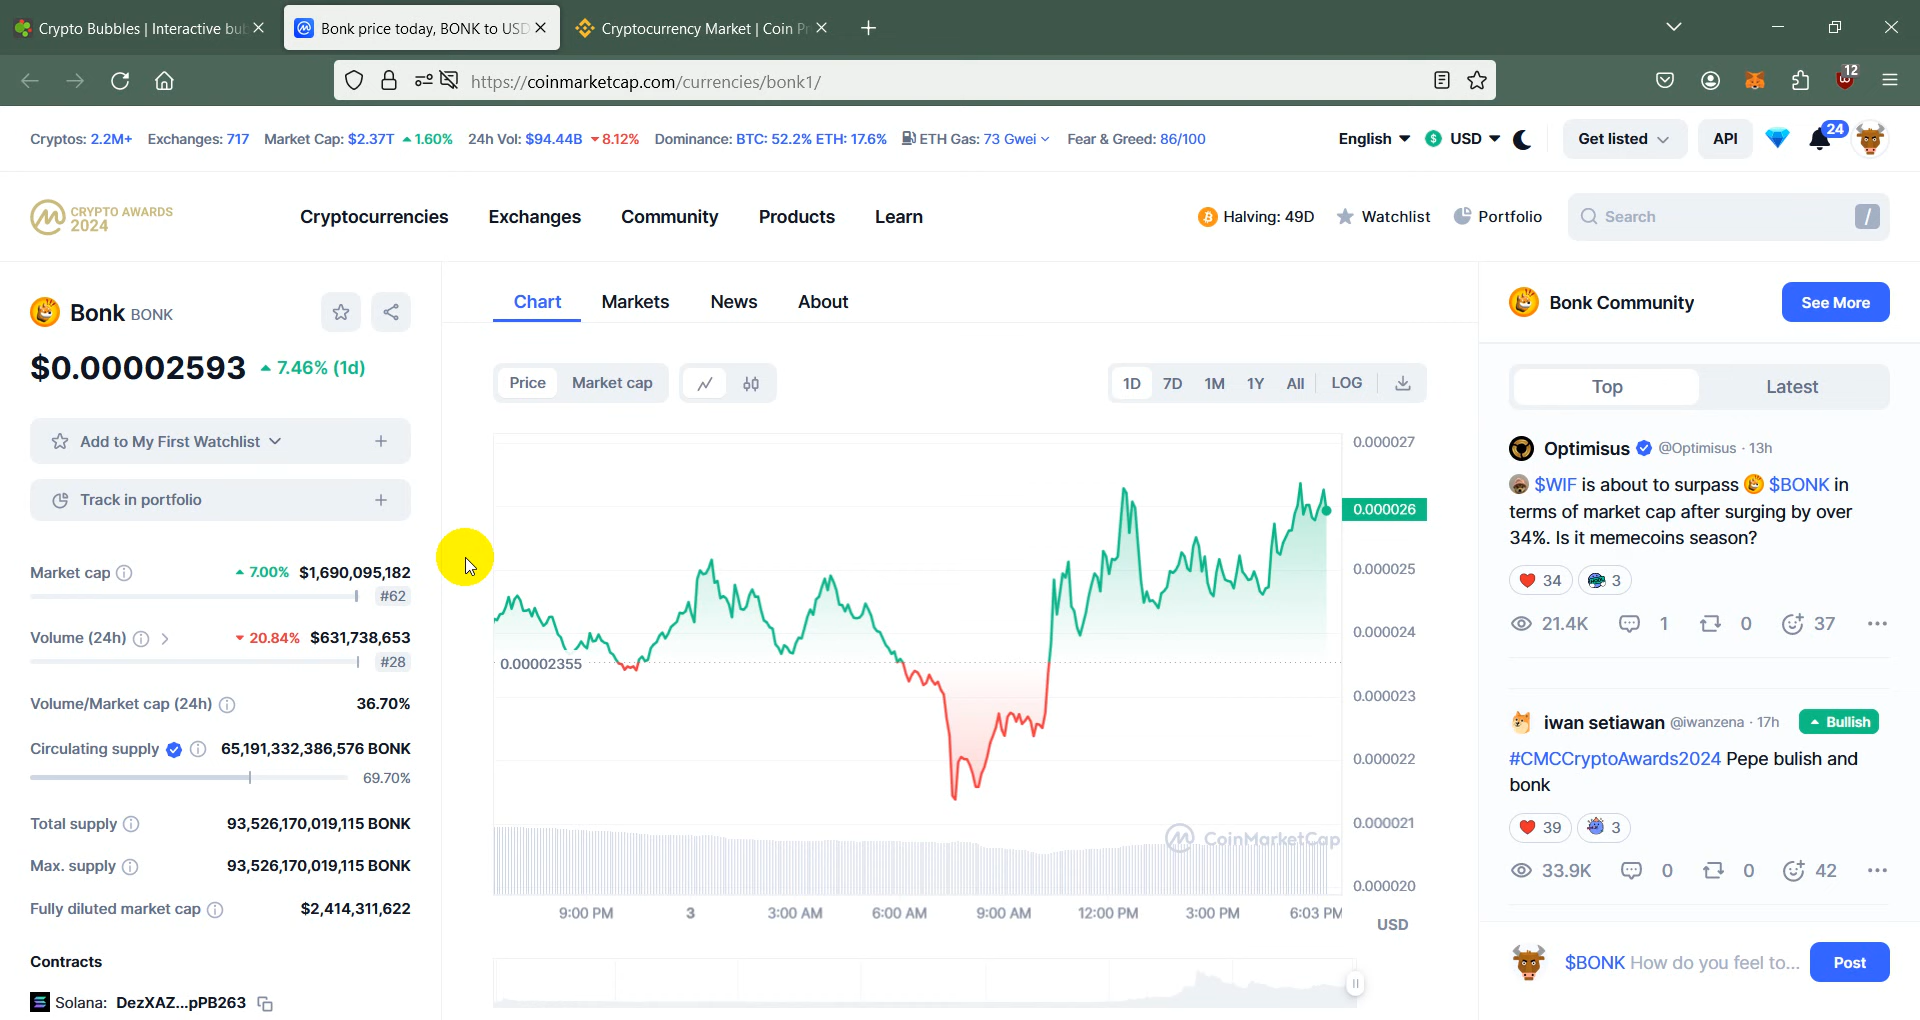 Crypto Bubbles | Interactive bub
Bonk price today, BONK to USD
Cryptocurrency Market | Coin Pr
https://coinmarketcap.com/currencies/bonk1/
12
Cryptos: 2.2M+ Exchanges: 717 Market Cap: $2.37T 1.60% 24h Vol: $94.44B 8.12% Dominance: BTC: 52.2% ETH: 17.6% ETH Gas: 73 Gwei Fear & Greed: 86/100
English USD Get listed API 24
CRYPTO AWARDS
2024
Cryptocurrencies Exchanges Community Products Learn
Halving: 49D Watchlist Portfolio Search /
Bonk BONK
$0.00002593 7.46% (1d)
Add to My First Watchlist +
Track in portfolio +
Market cap 7.00% $1,690,095,182
#62
Volume (24h) 20.84% $631,738,653
#28
Volume/Market cap (24h) 36.70%
Circulating supply 65,191,332,386,576 BONK
69.70%
Total supply 93,526,170,019,115 BONK
Max. supply 93,526,170,019,115 BONK
Fully diluted market cap $2,414,311,622
Contracts
Solana: DezXAZ...pPB263
Chart Markets News About
Price Market cap
1D 7D 1M 1Y All LOG
0.000027
0.000026
0.000025
0.000024
0.00002355
0.000023
0.000022
0.000021
CoinMarketCap
0.000020
9:00 PM 3 3:00 AM 6:00 AM 9:00 AM 12:00 PM 3:00 PM 6:03 PM
USD
Bonk Community See More
Top Latest
Optimisus @Optimisus · 13h
$WIF is about to surpass $BONK in
terms of market cap after surging by over
34%. Is it memecoins season?
34 3
21.4K 1 0 37
iwan setiawan @iwanzena · 17h Bullish
#CMCCryptoAwards2024 Pepe bulish and
bonk
39 3
33.9K 0 0 42
$BONK How do you feel to... Post